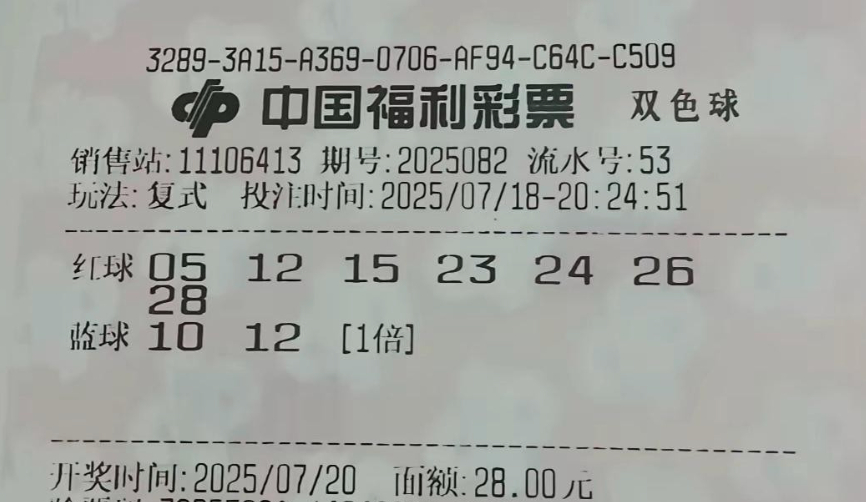 3289-3A15-A369-0706-AF94-C64C-C509
中国福利彩票 双色球
销售站:11106413 期号:2025082 流水号:53
玩法:复式 投注时间:2025/07/18-20:24:51
红球 05 12 15 23 24 26
28
蓝球 10 12 [1倍]
开奖时间:2025/07/20 面额:28.00元